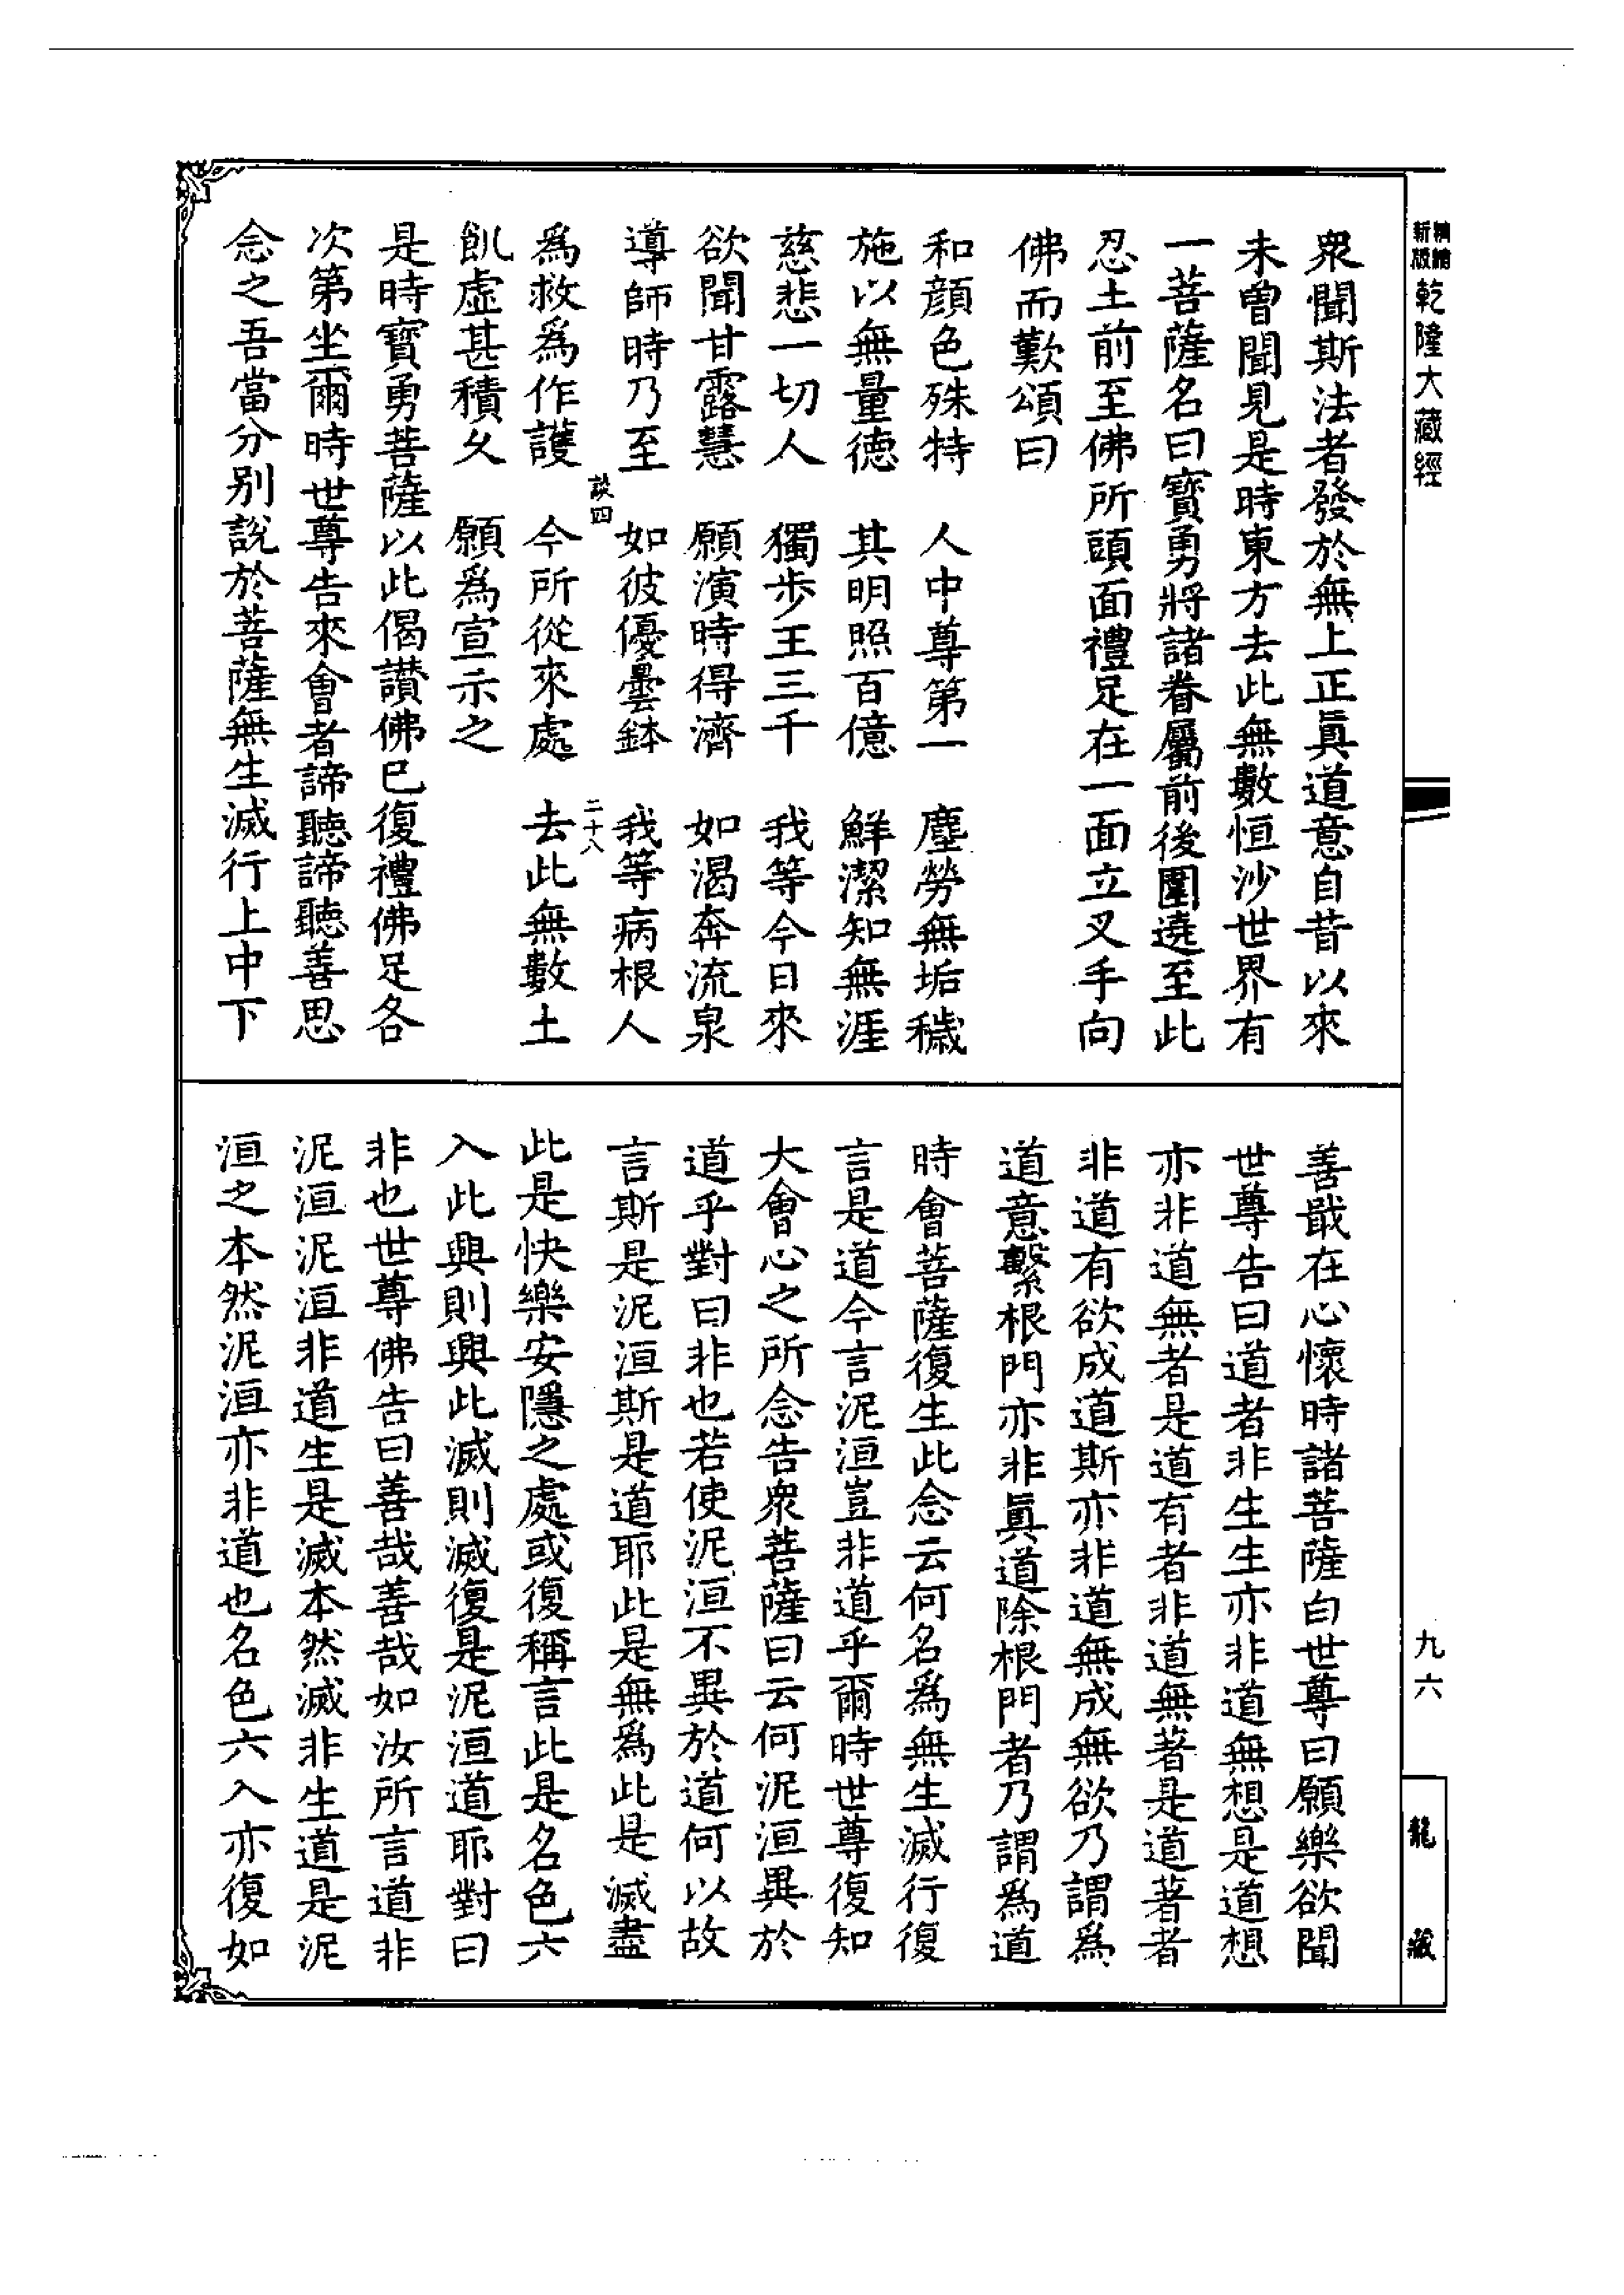 新版
精縮
乾隆大藏經
九六
龍藏
衆聞斯法者發於無上正眞道意自昔以來
未曾聞見是時東方去此無數恒沙世界有
一菩薩名曰寶勇將諸眷屬前後圍遶至此
忍土前至佛所頭面禮足在一面立叉手向
佛而歎頌曰
和顏色殊特　人中尊第一　塵勞無垢穢
施以無量德　其明照百億　鮮潔知無涯
慈悲一切人　獨步王三千　我等今日來
欲聞甘露慧　願演時得濟　如渴奔流泉
導師時乃至　如彼優曇鉢　我等病根人
談四　二十八
爲救爲作護　今所從來處　去此無數土
飢虛甚積久　願爲宣示之
是時寶勇菩薩以此偈讚佛已復禮佛足各
次第坐爾時世尊告來會者諦聽諦聽善思
念之吾當分別說於菩薩無生滅行上中下
善戢在心懷時諸菩薩白世尊曰願樂欲聞
世尊告曰道者非生生亦非道無想是道想
亦非道無者是道有者非道無著是道著者
非道有欲成道斯亦非道無成無欲乃謂爲
道意繫根門亦非眞道除根門者乃謂爲道
時會菩薩復生此念云何名爲無生滅行復
言是道今言泥洹豈非道乎爾時世尊復知
大會心之所念告衆菩薩曰云何泥洹異於
道乎對曰非也若使泥洹不異於道何以故
言斯是泥洹斯是道耶此是無爲此是滅盡
此是快樂安隱之處或復稱言此是名色六
入此興則興此滅則滅復是泥洹道耶對曰
非也世尊佛告曰善哉善哉如汝所言道非
泥洹泥洹非道生是滅本然滅非生道是泥
洹之本然泥洹亦非道也名色六入亦復如